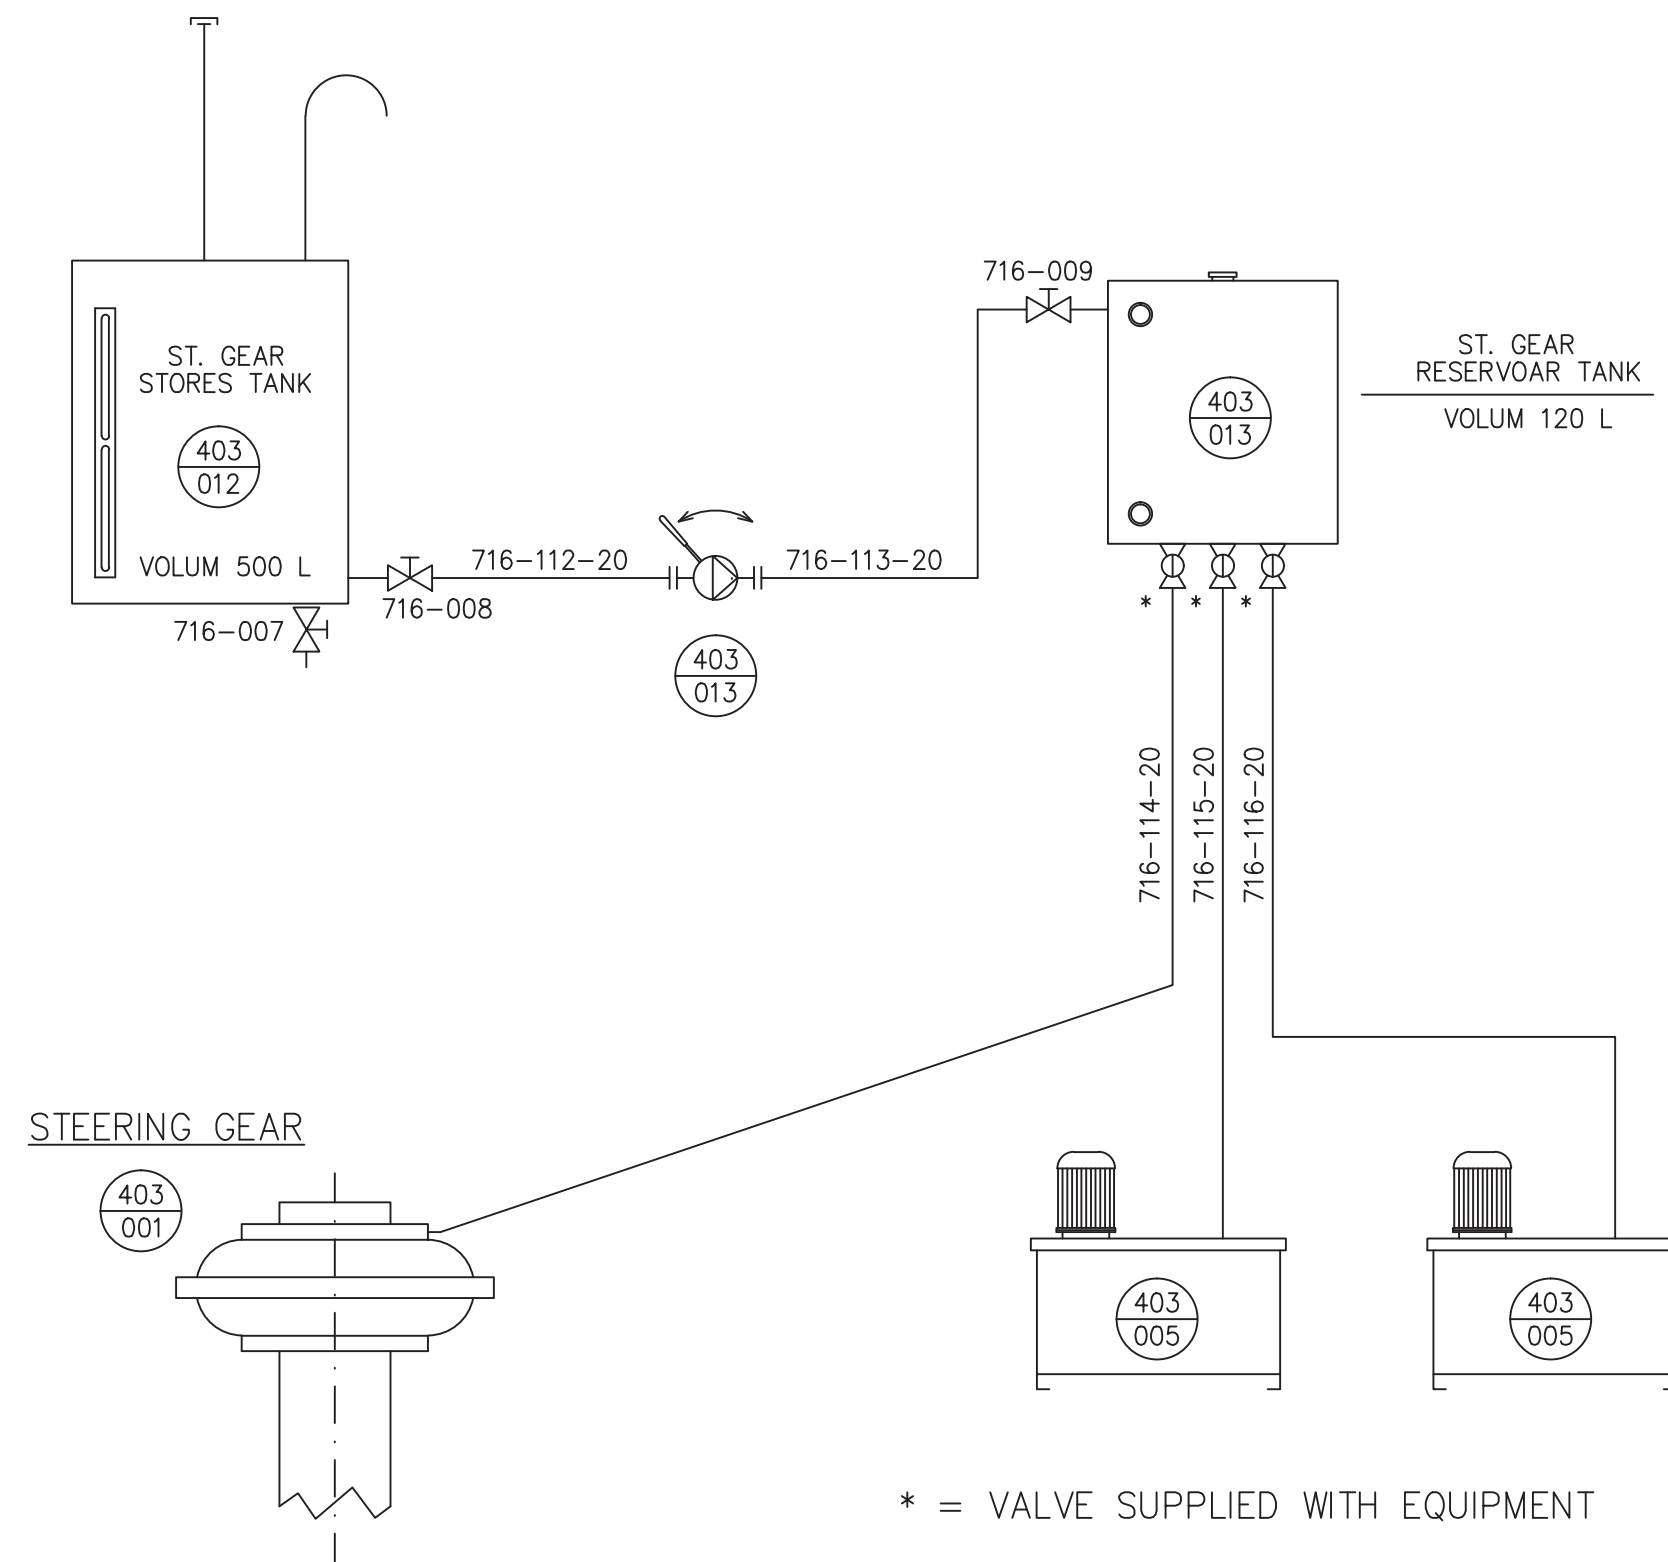 716-009
ST. GEAR
STORES TANK
403
012
VOLUM 500 L
716-007
716-008
716-112-20
716-113-20
403
013
403
013
ST. GEAR
RESERVOAR TANK
VOLUM 120 L
* * *
716-114-20
716-115-20
716-116-20
STEERING GEAR
403
001
403
005
403
005
* = VALVE SUPPLIED WITH EQUIPMENT